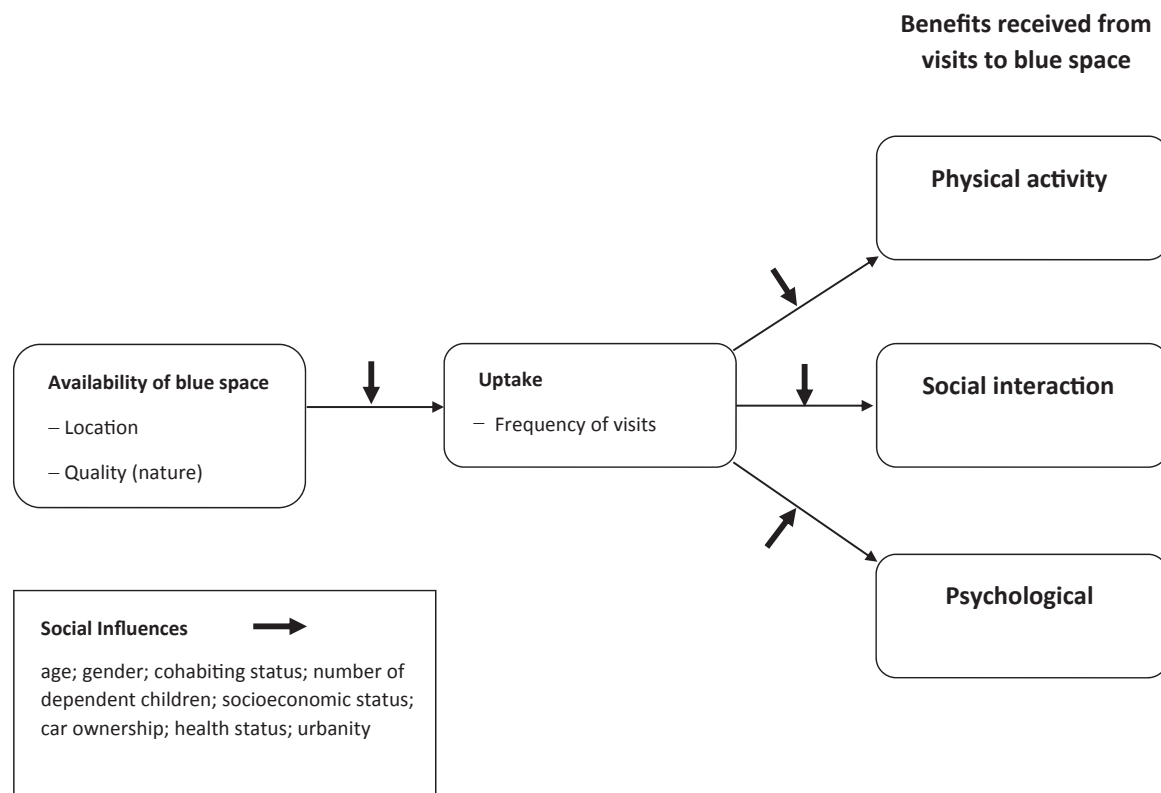 Benefits received from
visits to blue space
Physical activity
Availability of blue space
– Location
– Quality (nature)
Uptake
– Frequency of visits
Social interaction
Psychological
Social Influences
age; gender; cohabiting status; number of
dependent children; socioeconomic status;
car ownership; health status; urbanity